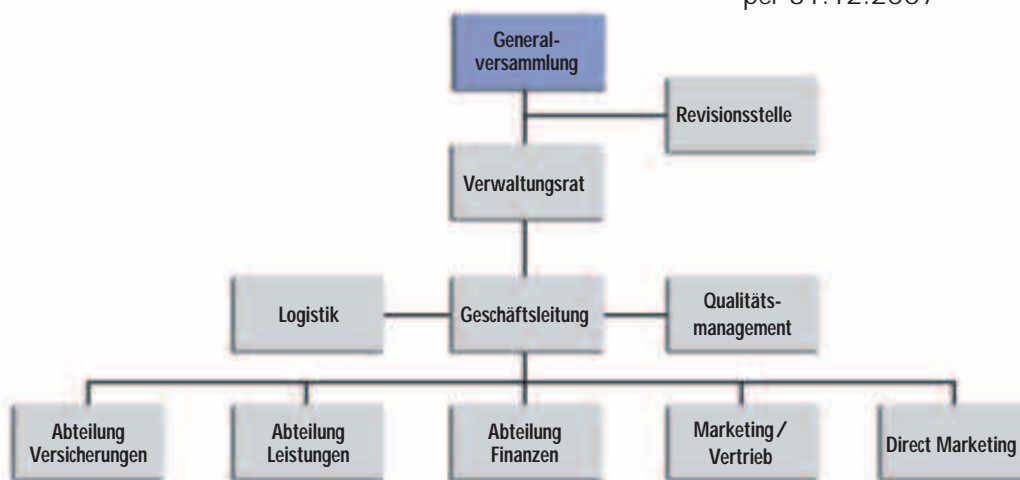 General-
versammlung
Revisionsstelle
Verwaltungsrat
Logistik
Geschäftsleitung
Qualitäts-
management
Abteilung
Versicherungen
Abteilung
Leistungen
Abteilung
Finanzen
Marketing /
Vertrieb
Direct Marketing